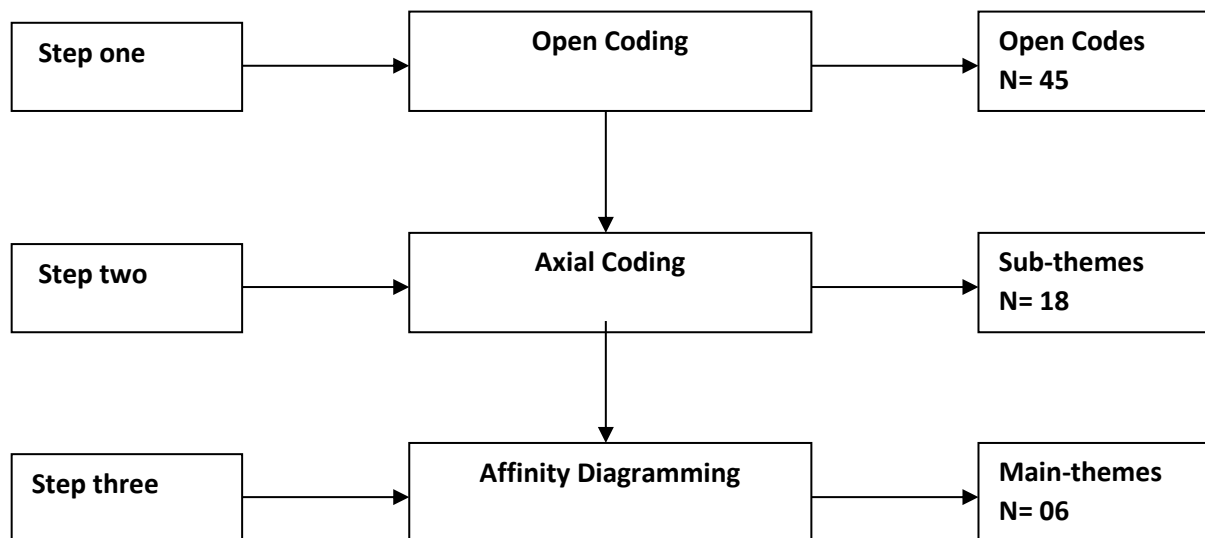 Step one
Open Coding
Open Codes
N= 45
Step two
Axial Coding
Sub-themes
N= 18
Step three
Affinity Diagramming
Main-themes
N= 06